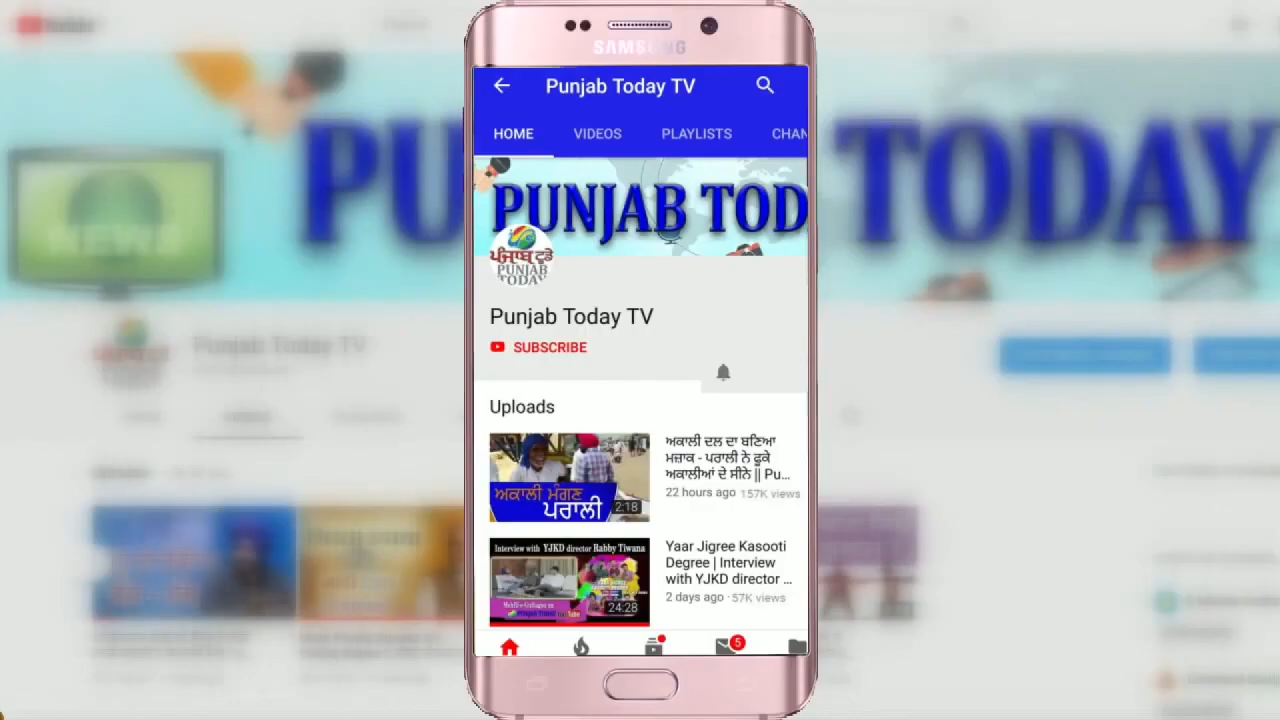 SAMSUNG
Punjab Today TV
HOME VIDEOS PLAYLISTS CHAN
PUNJAB TOD
ਪੰਜਾਬ ਟੂਡੇ
PUNJAB
TODAY
Punjab Today TV
SUBSCRIBE
Uploads
ਅਕਾਲੀ ਮੰਗਣ
ਪਰਾਲੀ
2:18
ਅਕਾਲੀ ਦਲ ਦਾ ਬਣਿਆ
ਮਜ਼ਾਕ - ਪਰਾਲੀ ਨੇ ਫੂਕੇ
ਅਕਾਲੀਆਂ ਦੇ ਸੀਨੇ || Pu...
22 hours ago 157K views
Interview with YJKD director Rabby Tiwana
24:28
Yaar Jigree Kasooti
Degree | Interview
with YJKD director ...
2 days ago · 57K views
5
PU
TODAY
NEWS
Punjab Today TV